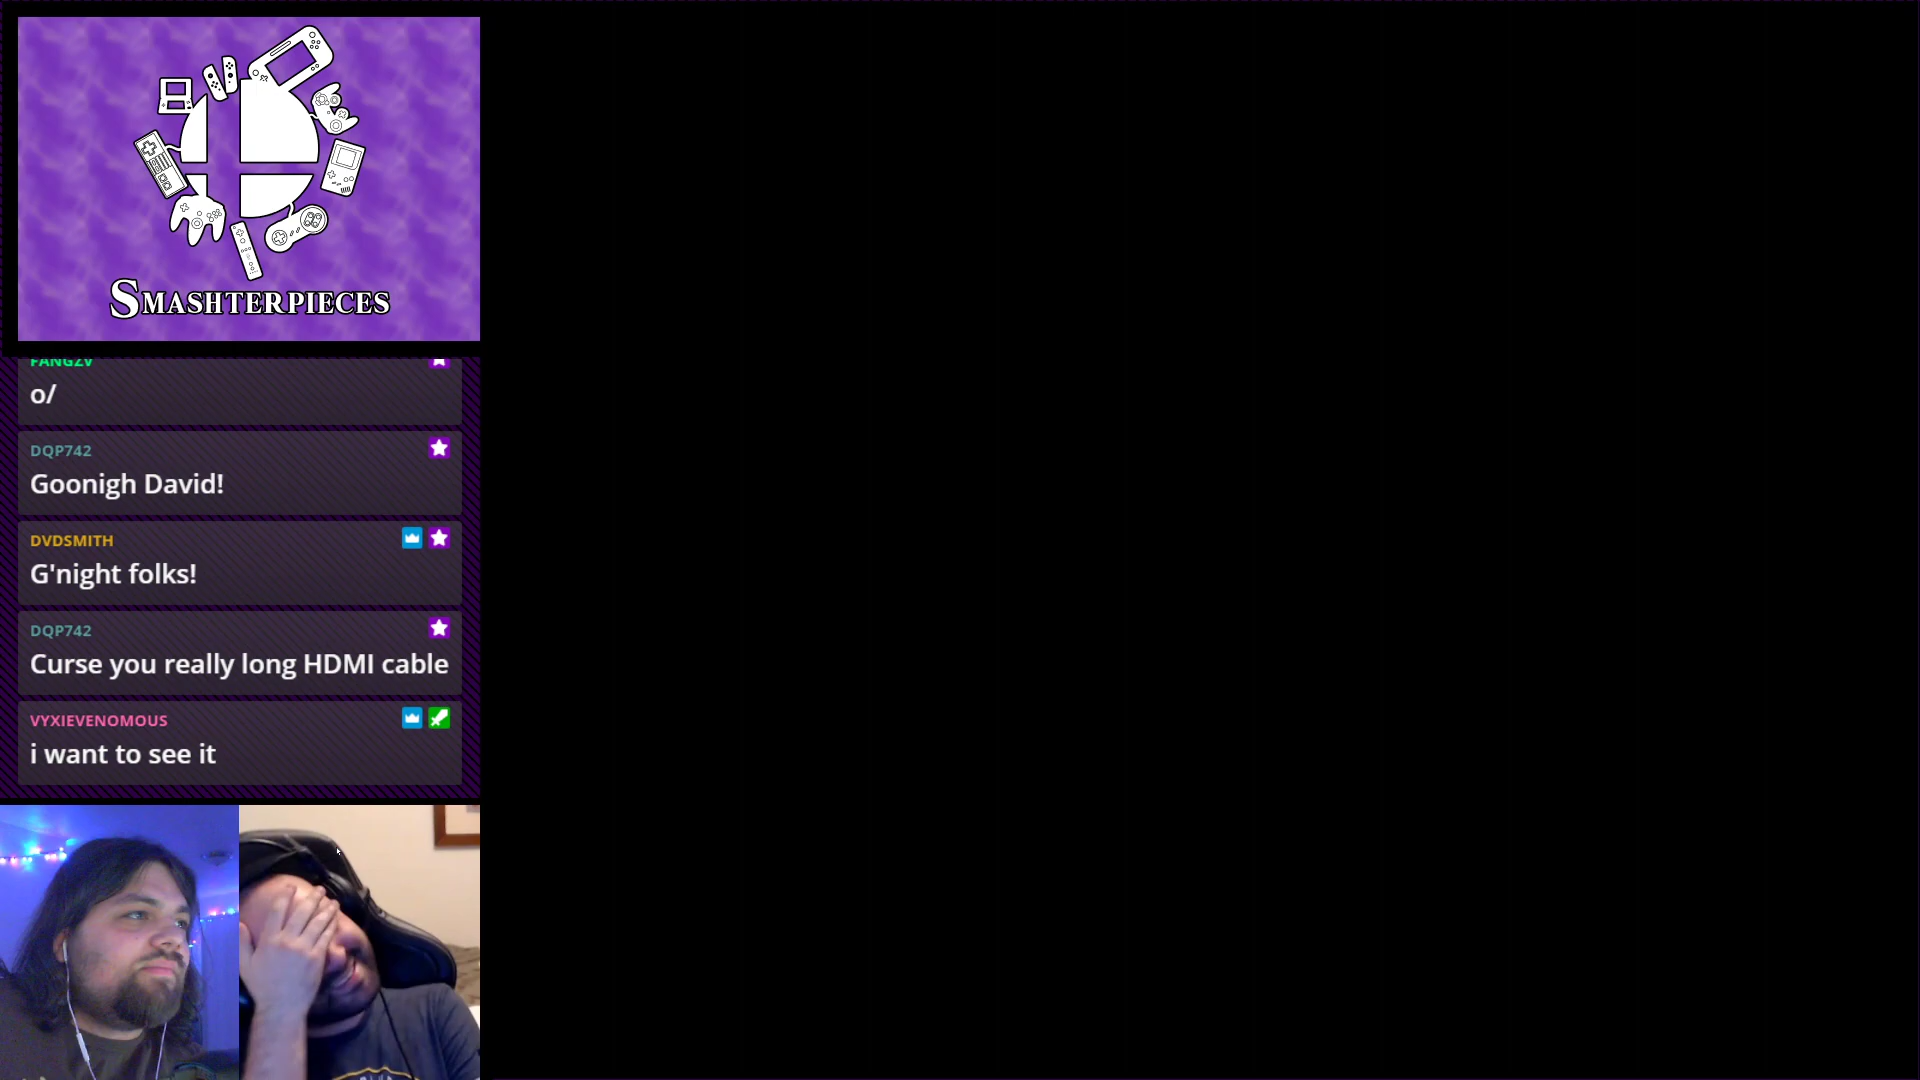 SMASHTERPIECES
FANGZV
o/
DQP742
Goonigh David!
DVDSMITH
G'night folks!
DQP742
Curse you really long HDMI cable
VYXIEVENOMOUS
i want to see it